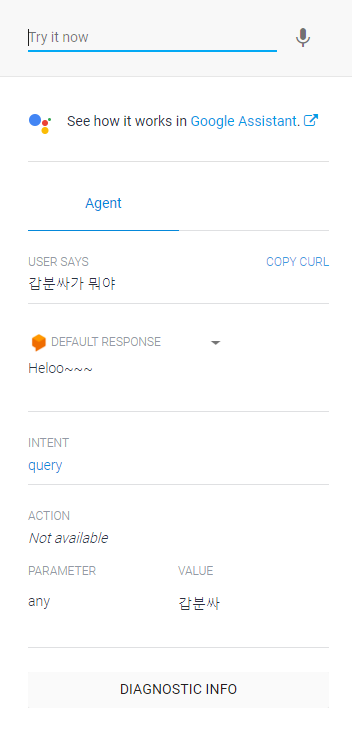 Try it now
See how it works in Google Assistant.
Agent
USER SAYS COPY CURL
갑분싸가 뭐야
DEFAULT RESPONSE
Heloo~~~
INTENT
query
ACTION
Not available
PARAMETER VALUE
any 갑분싸
DIAGNOSTIC INFO